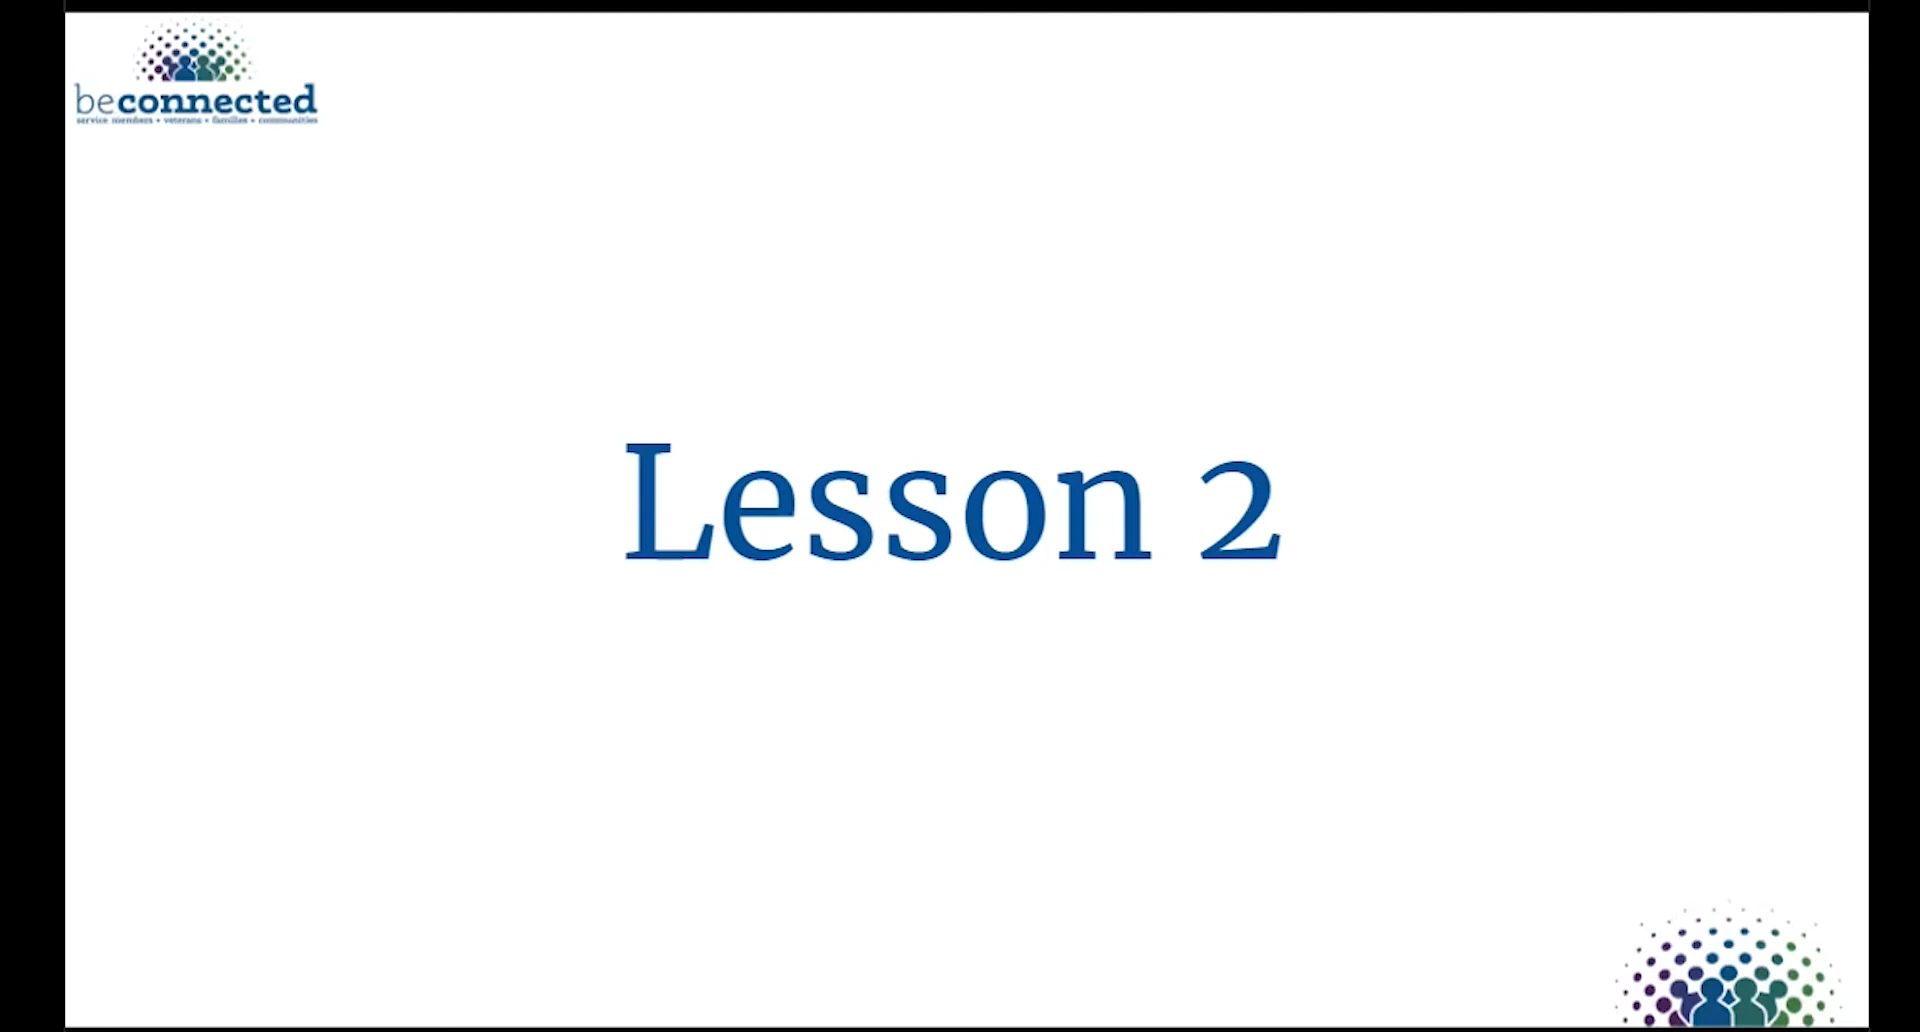 beconnected
service members • veterans • families • communities
Lesson 2